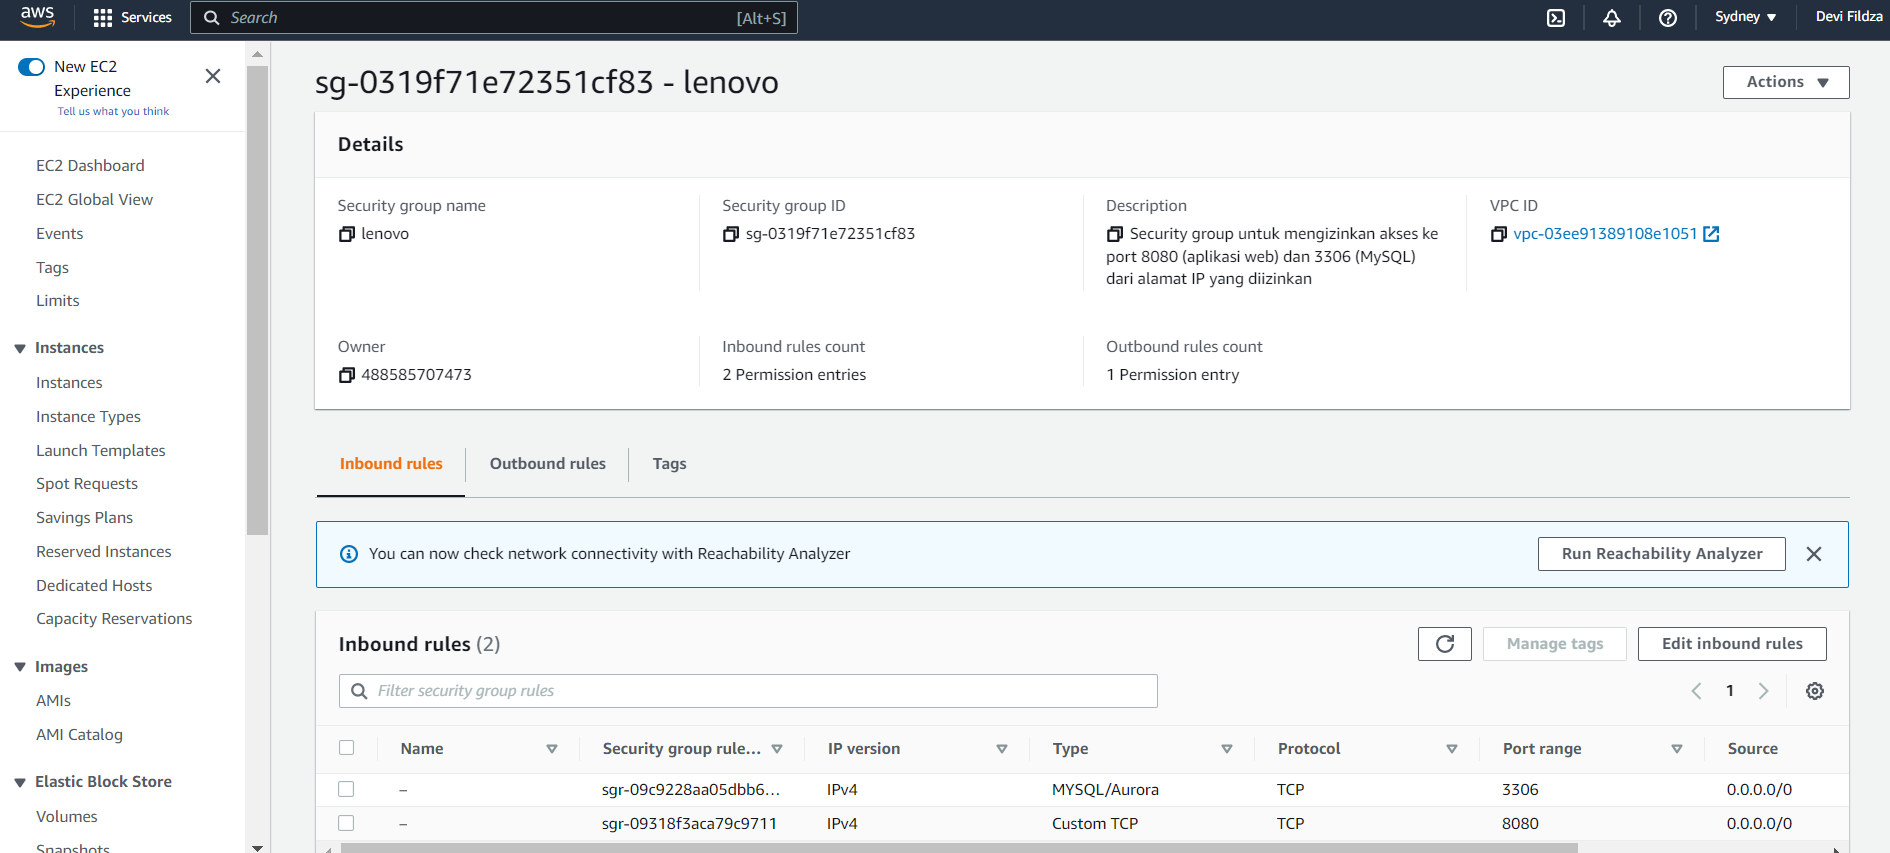 aws
Services
Search
[Alt+S]
Sydney
Devi Fildza
New EC2
Experience
Tell us what you think
EC2 Dashboard
EC2 Global View
Events
Tags
Limits
Instances
Instances
Instance Types
Launch Templates
Spot Requests
Savings Plans
Reserved Instances
Dedicated Hosts
Capacity Reservations
Images
AMIs
AMI Catalog
Elastic Block Store
Volumes
Snapshots
sg-0319f71e72351cf83 - lenovo
Actions
Details
Security group name
lenovo
Security group ID
sg-0319f71e72351cf83
Description
Security group untuk mengizinkan akses ke
port 8080 (aplikasi web) dan 3306 (MySQL)
dari alamat IP yang diizinkan
VPC ID
vpc-03ee91389108e1051
Owner
488585707473
Inbound rules count
2 Permission entries
Outbound rules count
1 Permission entry
Inbound rules
Outbound rules
Tags
You can now check network connectivity with Reachability Analyzer
Run Reachability Analyzer
Inbound rules (2)
Manage tags
Edit inbound rules
Filter security group rules
1
Name Security group rule... IP version Type Protocol Port range Source
– sgr-09c9228aa05dbb6... IPv4 MYSQL/Aurora TCP 3306 0.0.0.0/0
– sgr-09318f3aca79c9711 IPv4 Custom TCP TCP 8080 0.0.0.0/0